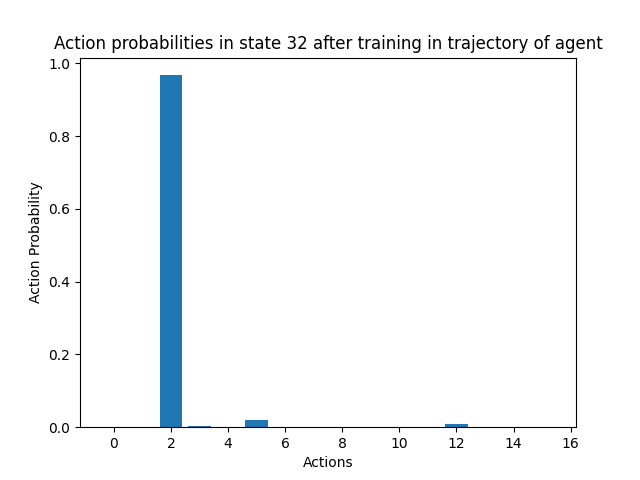 Action probabilities in state 32 after training in trajectory of agent
1.0
0.8
0.6
0.4
0.2
0.0
Action Probability
0 2 4 6 8 10 12 14 16
Actions